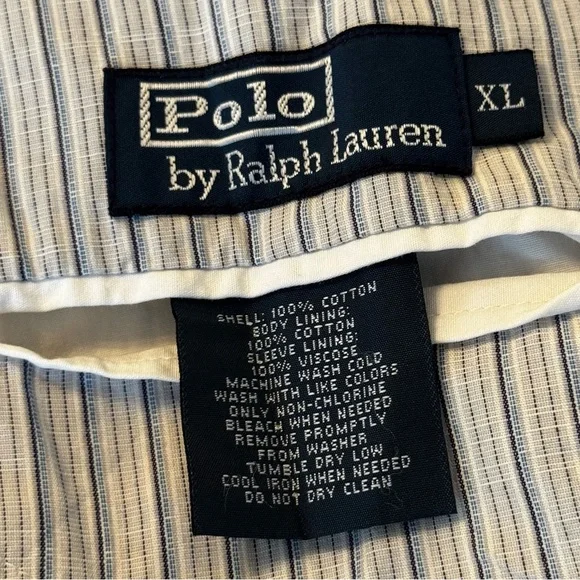 Polo
by Ralph Lauren
XL
SHELL: 100% COTTON
BODY LINING:
100% COTTON
SLEEVE LINING:
100% VISCOSE
MACHINE WASH COLD
WASH WITH LIKE COLORS
ONLY NON-CHLORINE
BLEACH WHEN NEEDED
REMOVE PROMPTLY
FROM WASHER
TUMBLE DRY LOW
COOL IRON WHEN NEEDED
DO NOT DRY CLEAN